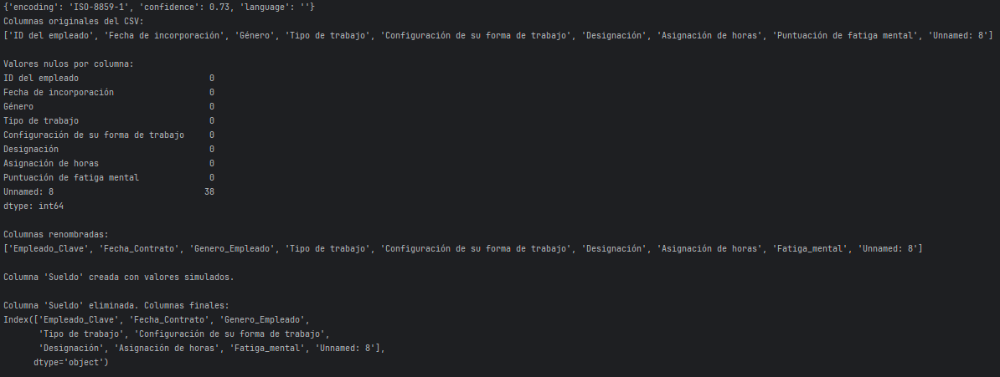 {'encoding': 'ISO-8859-1', 'confidence': 0.73, 'language': ''}
Columnas originales del CSV:
['ID del empleado', 'Fecha de incorporación', 'Género', 'Tipo de trabajo', 'Configuración de su forma de trabajo', 'Designación', 'Asignación de horas', 'Puntuación de fatiga mental', 'Unnamed: 8']

Valores nulos por columna:
ID del empleado                          0
Fecha de incorporación                   0
Género                                   0
Tipo de trabajo                          0
Configuración de su forma de trabajo     0
Designación                              0
Asignación de horas                      0
Puntuación de fatiga mental              0
Unnamed: 8                              38
dtype: int64

Columnas renombradas:
['Empleado_Clave', 'Fecha_Contrato', 'Genero_Empleado', 'Tipo de trabajo', 'Configuración de su forma de trabajo', 'Designación', 'Asignación de horas', 'Fatiga_mental', 'Unnamed: 8']

Columna 'Sueldo' creada con valores simulados.

Columna 'Sueldo' eliminada. Columnas finales:
Index(['Empleado_Clave', 'Fecha_Contrato', 'Genero_Empleado',
       'Tipo de trabajo', 'Configuración de su forma de trabajo',
       'Designación', 'Asignación de horas', 'Fatiga_mental', 'Unnamed: 8'],
      dtype='object')